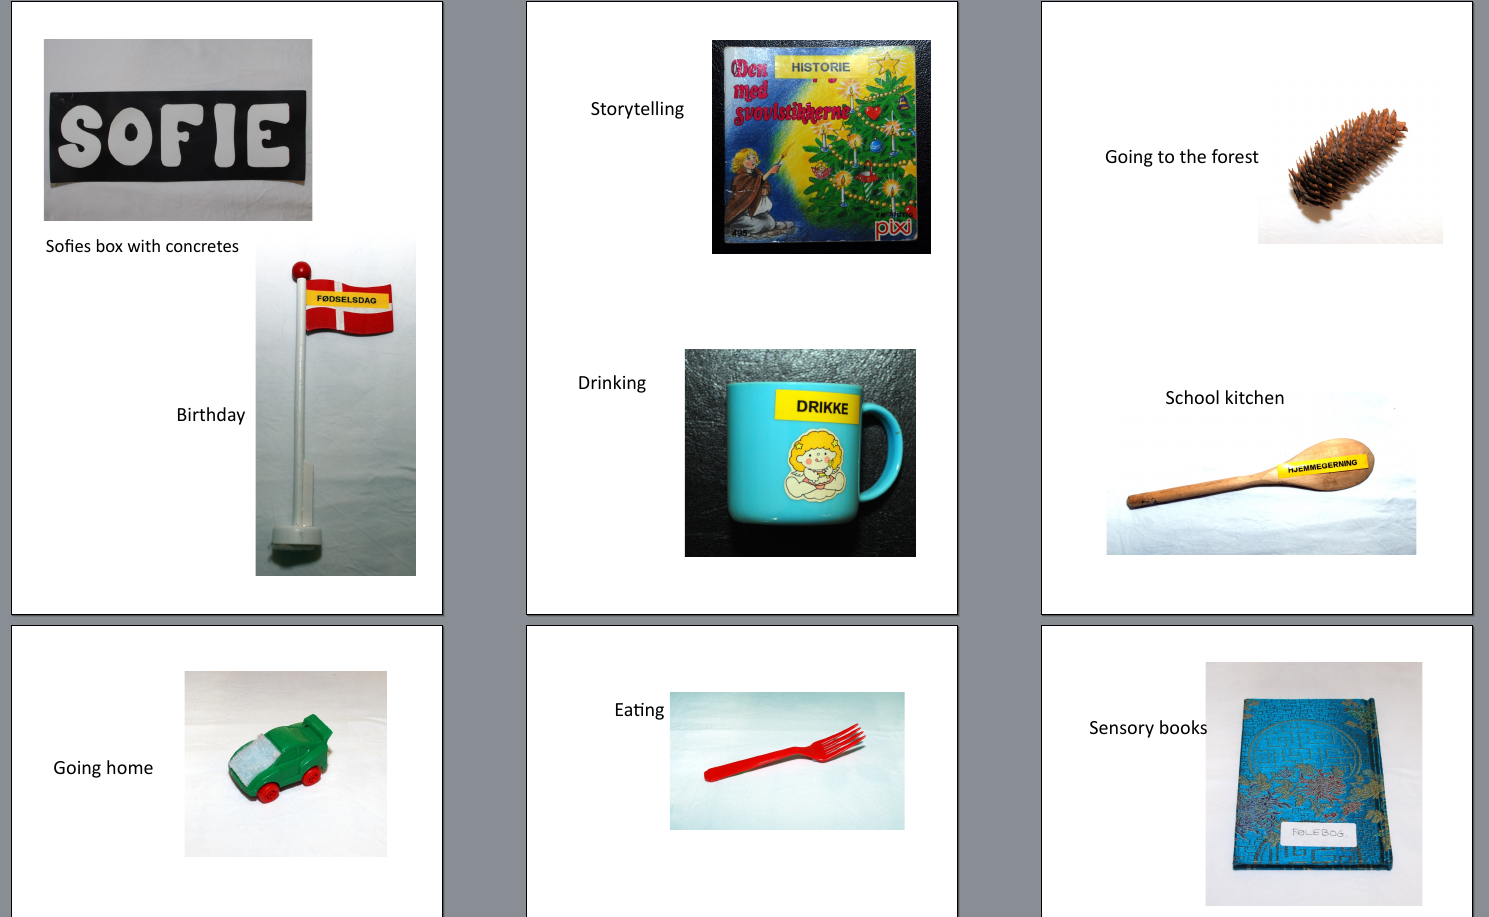 SOFIE
Sofies box with concretes
FØDSELSDAG
Birthday
Storytelling
HISTORIE
Den
med
svovlstikkerne
495
pixi
Drinking
DRIKKE
Going to the forest
School kitchen
HJEMMEGERNING
Going home
Eating
Sensory books
FØLEBOG